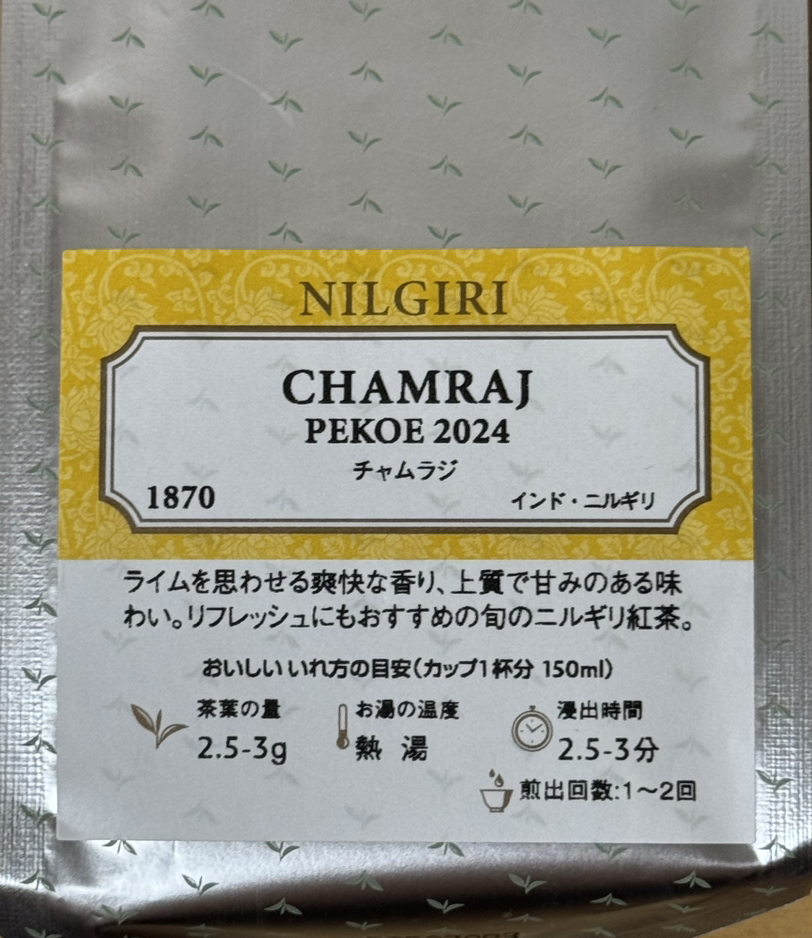 NILGIRI
CHAMRAJ
PEKOE 2024
チャムラジ
1870 インド・ニルギリ
ライムを思わせる爽快な香り、上質で甘みのある味
わい。リフレッシュにもおすすめの旬のニルギリ紅茶。
おいしいいれ方の目安(カップ1杯分 150ml)
茶葉の量 お湯の温度 浸出時間
2.5-3g 熱 湯 2.5-3分
煎出回数:1〜2回